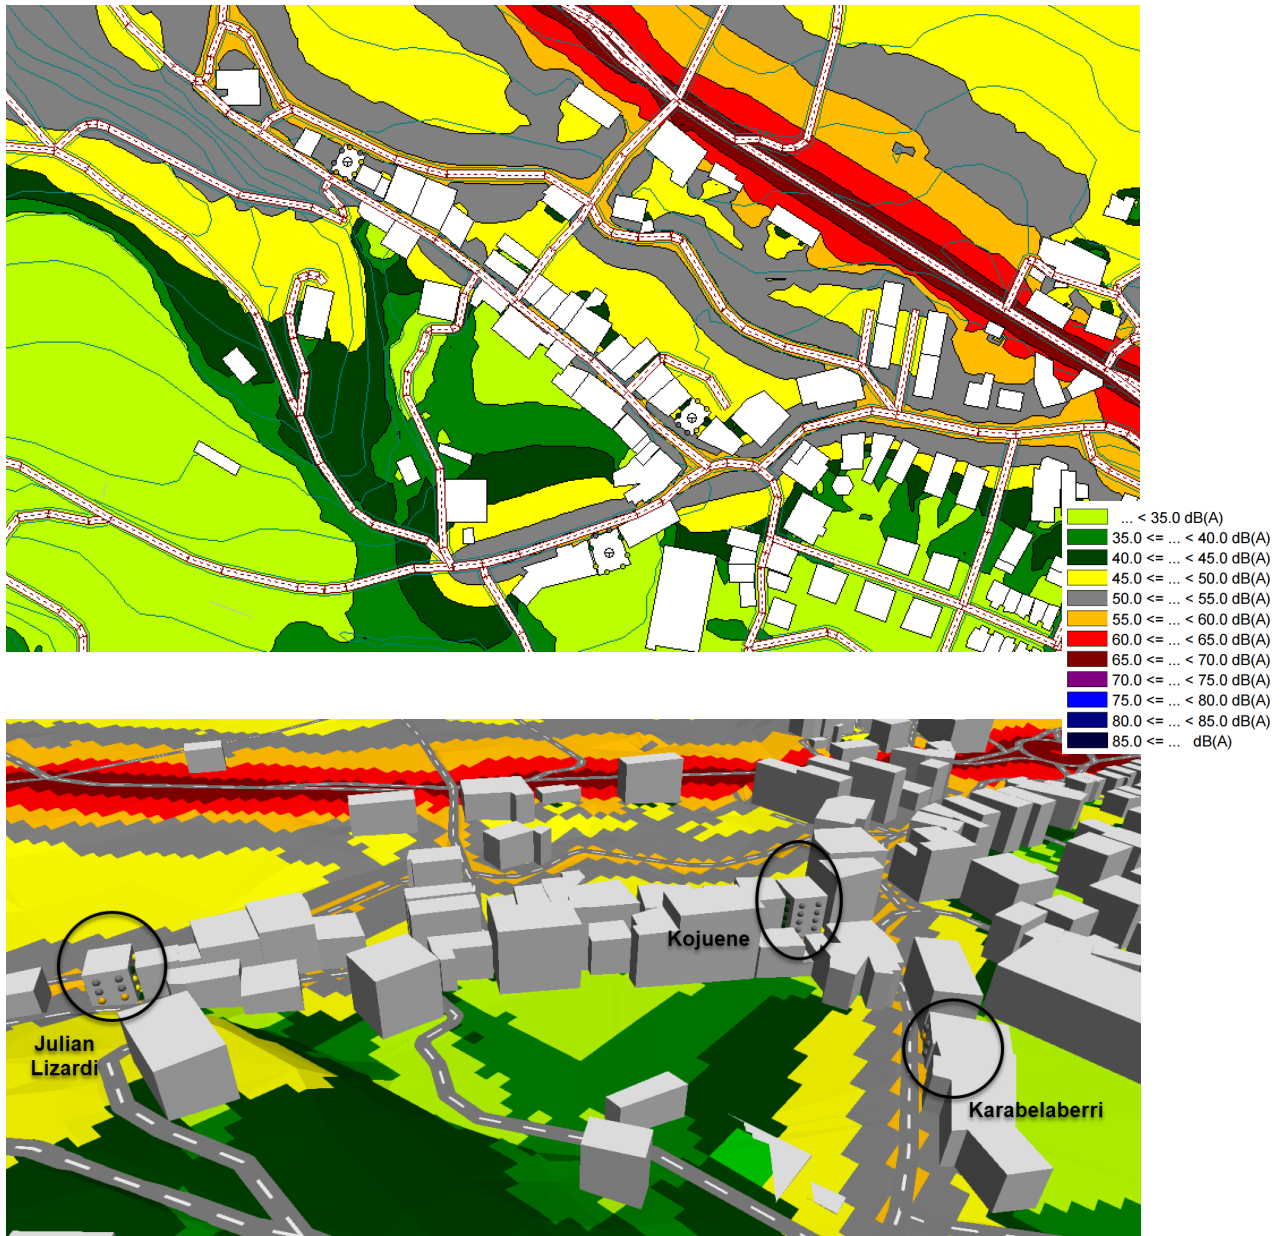 ... < 35.0 dB(A)
35.0 <= ... < 40.0 dB(A)
40.0 <= ... < 45.0 dB(A)
45.0 <= ... < 50.0 dB(A)
50.0 <= ... < 55.0 dB(A)
55.0 <= ... < 60.0 dB(A)
60.0 <= ... < 65.0 dB(A)
65.0 <= ... < 70.0 dB(A)
70.0 <= ... < 75.0 dB(A)
75.0 <= ... < 80.0 dB(A)
80.0 <= ... < 85.0 dB(A)
85.0 <= ... dB(A)
Kojuene
Julian
Lizardi
Karabelaberri